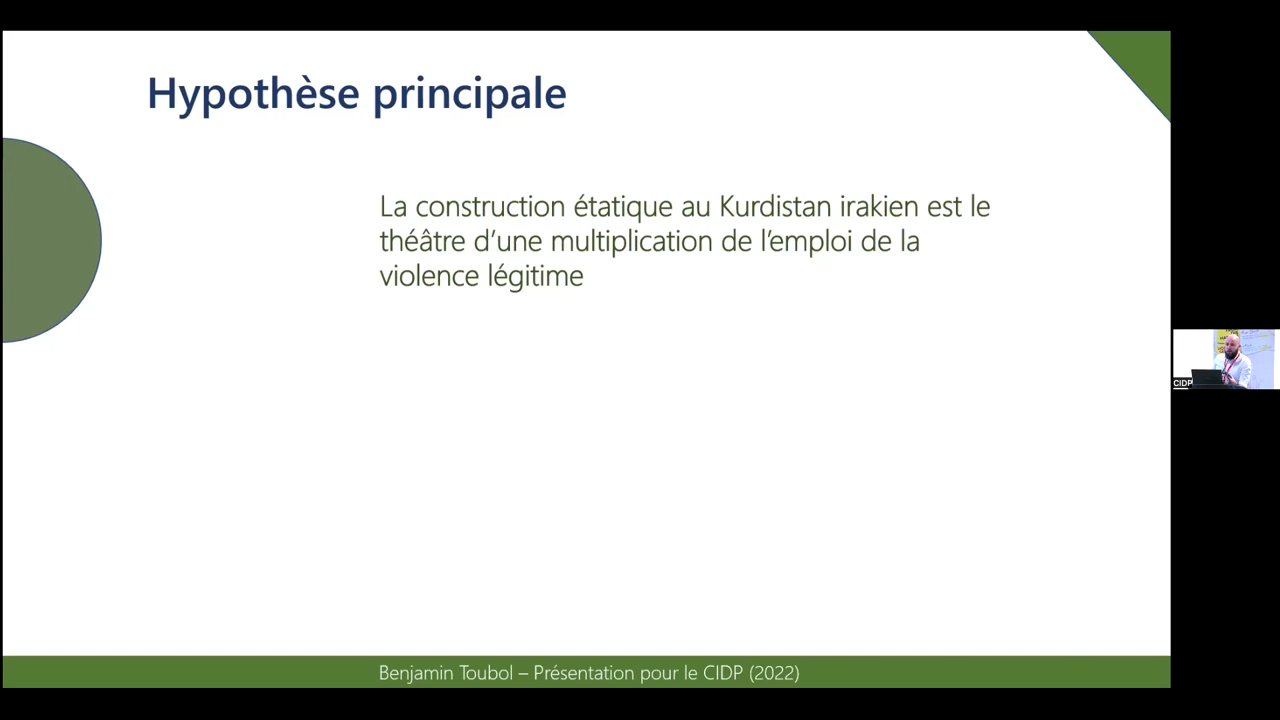 Hypothèse principale
La construction étatique au Kurdistan irakien est le
théâtre d’une multiplication de l’emploi de la
violence légitime
CIDP
Benjamin Toubol – Présentation pour le CIDP (2022)